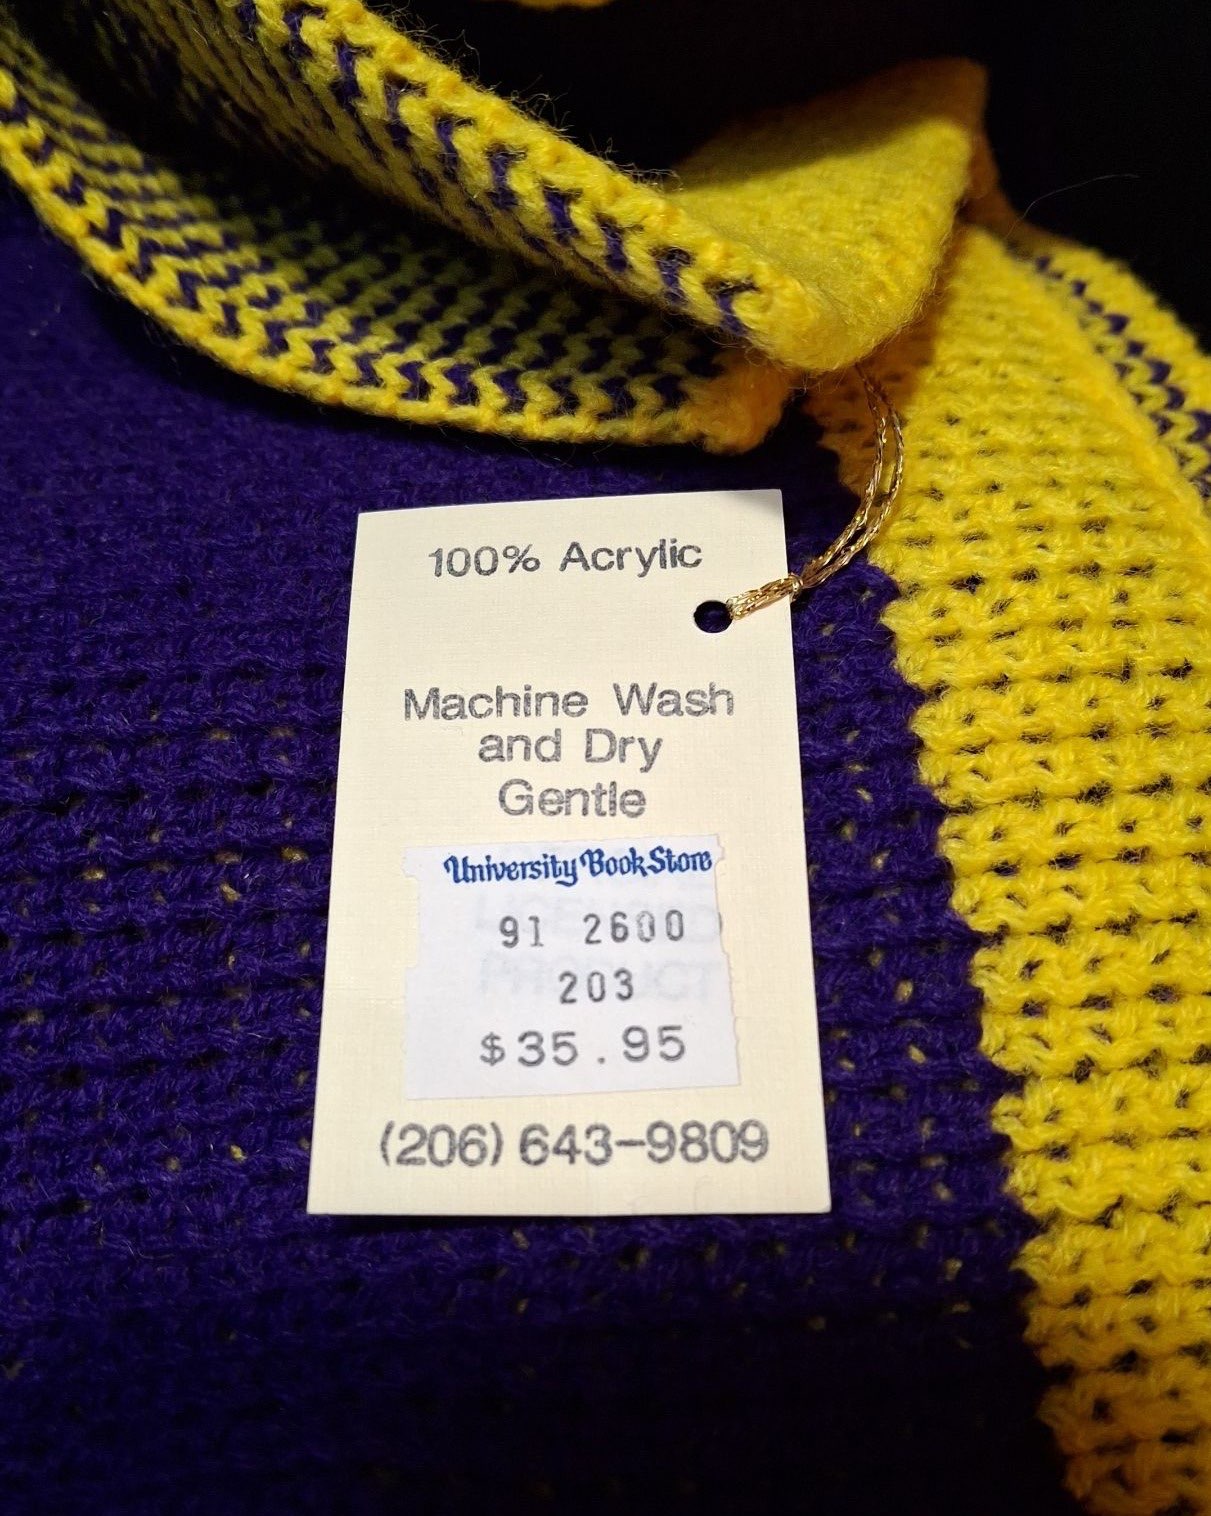 100% Acrylic
Machine Wash
and Dry
Gentle
University Book Store
91 2600
203
$35.95
(206) 643-9809